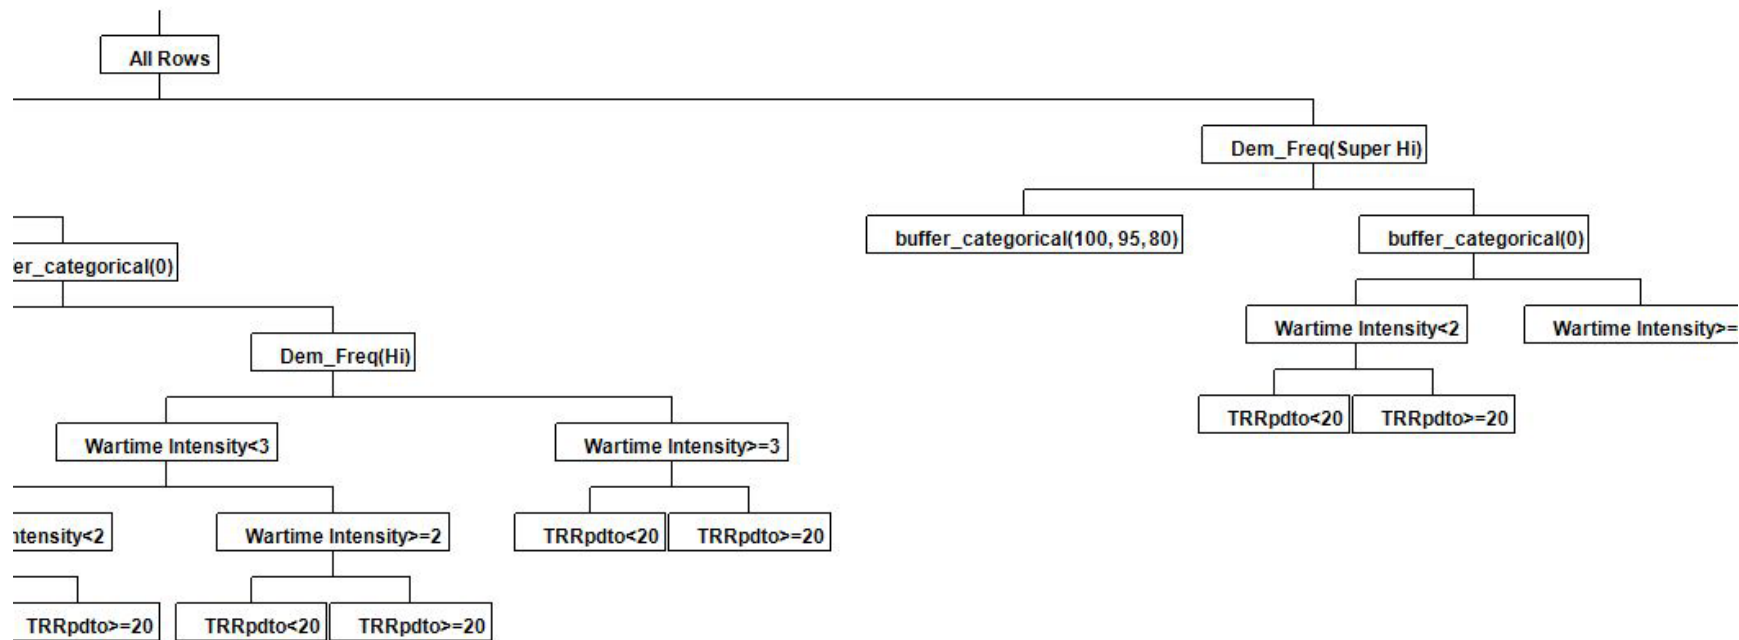 All Rows
Dem_Freq(Super Hi)
buffer_categorical(100, 95, 80)
buffer_categorical(0)
er_categorical(0)
Wartime Intensity<2
Wartime Intensity>=
Dem_Freq(Hi)
TRRpdto<20
TRRpdto>=20
Wartime Intensity<3
Wartime Intensity>=3
ntensity<2
Wartime Intensity>=2
TRRpdto<20
TRRpdto>=20
TRRpdto>=20
TRRpdto<20
TRRpdto>=20